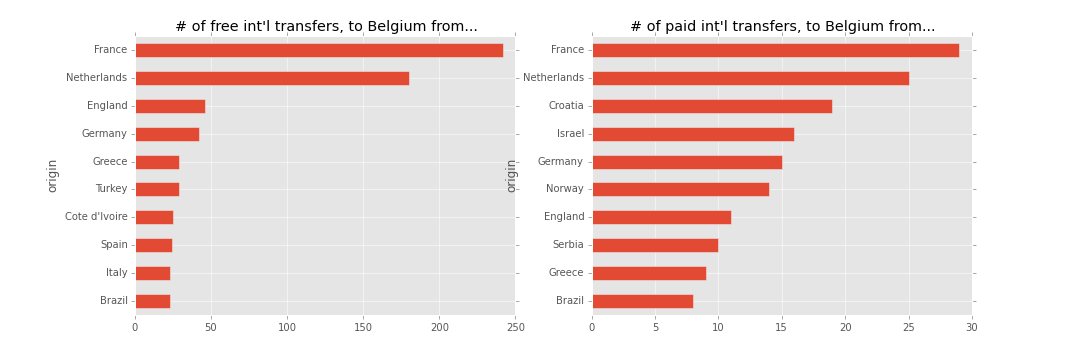 # of free int'l transfers, to Belgium from...
origin
France
Netherlands
England
Germany
Greece
Turkey
Cote d'Ivoire
Spain
Italy
Brazil
0 50 100 150 200 250
# of paid int'l transfers, to Belgium from...
origin
France
Netherlands
Croatia
Israel
Germany
Norway
England
Serbia
Greece
Brazil
0 5 10 15 20 25 30